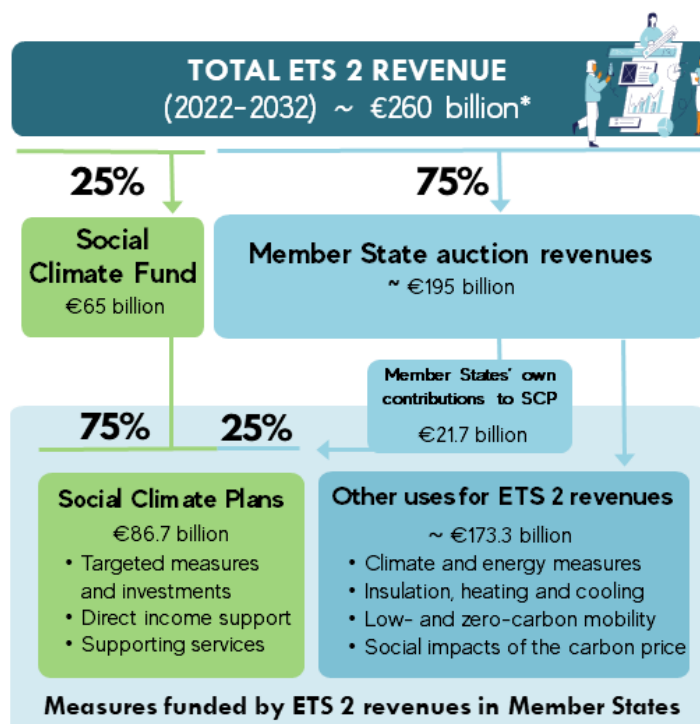 TOTAL ETS 2 REVENUE
(2022-2032) ~ €260 billion*
25%
75%
Social
Climate Fund
€65 billion
Member State auction revenues
~ €195 billion
Member States' own
contributions to SCP
€21.7 billion
75%
25%
Social Climate Plans
€86.7 billion
• Targeted measures
and investments
• Direct income support
• Supporting services
Other uses for ETS 2 revenues
~ €173.3 billion
• Climate and energy measures
• Insulation, heating and cooling
• Low- and zero-carbon mobility
• Social impacts of the carbon price
Measures funded by ETS 2 revenues in Member States